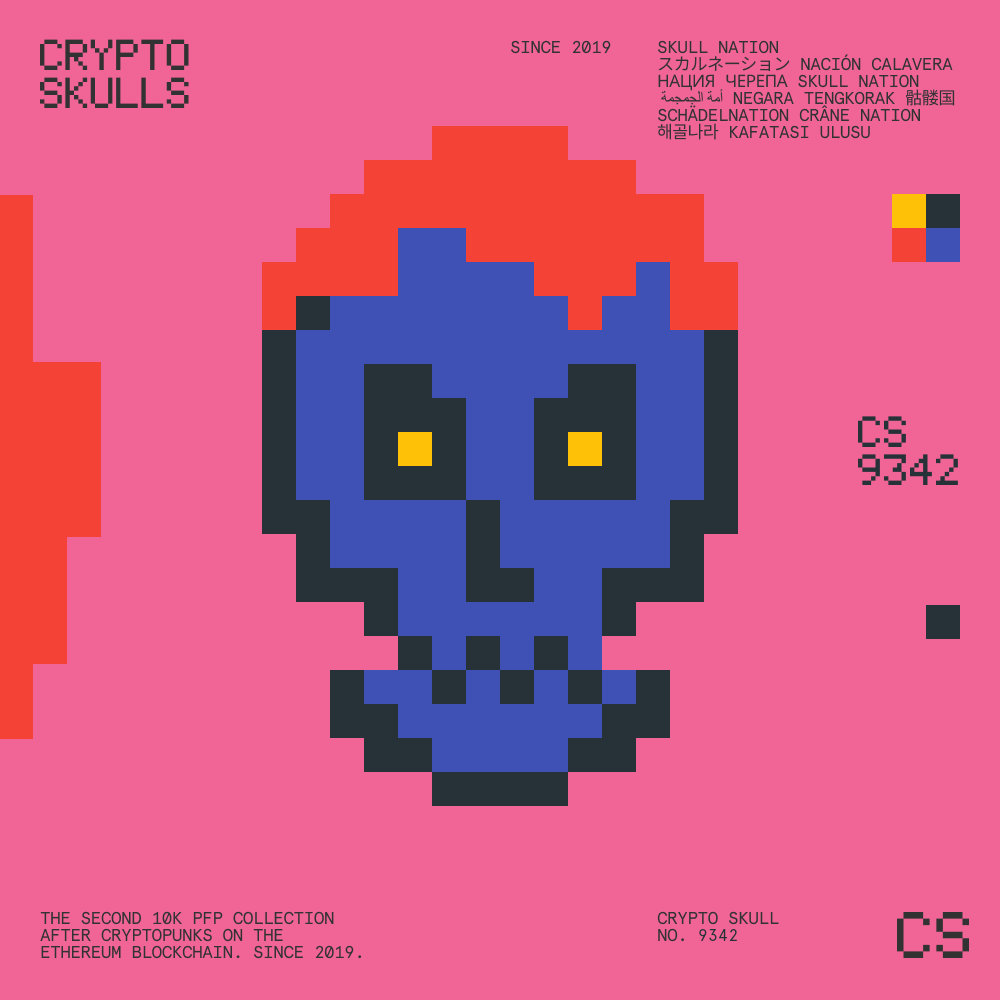 CRYPTO
SKULLS
SINCE 2019
SKULL NATION
スカルネーション NACIÓN CALAVERA
НАЦИЯ ЧЕРЕПА SKULL NATION
أمة الجمجمة NEGARA TENGKORAK 骷髅国
SCHÄDELNATION CRÂNE NATION
해골나라 KAFATASI ULUSU
CS
9342
THE SECOND 10K PFP COLLECTION
AFTER CRYPTOPUNKS ON THE
ETHEREUM BLOCKCHAIN. SINCE 2019.
CRYPTO SKULL
NO. 9342
CS